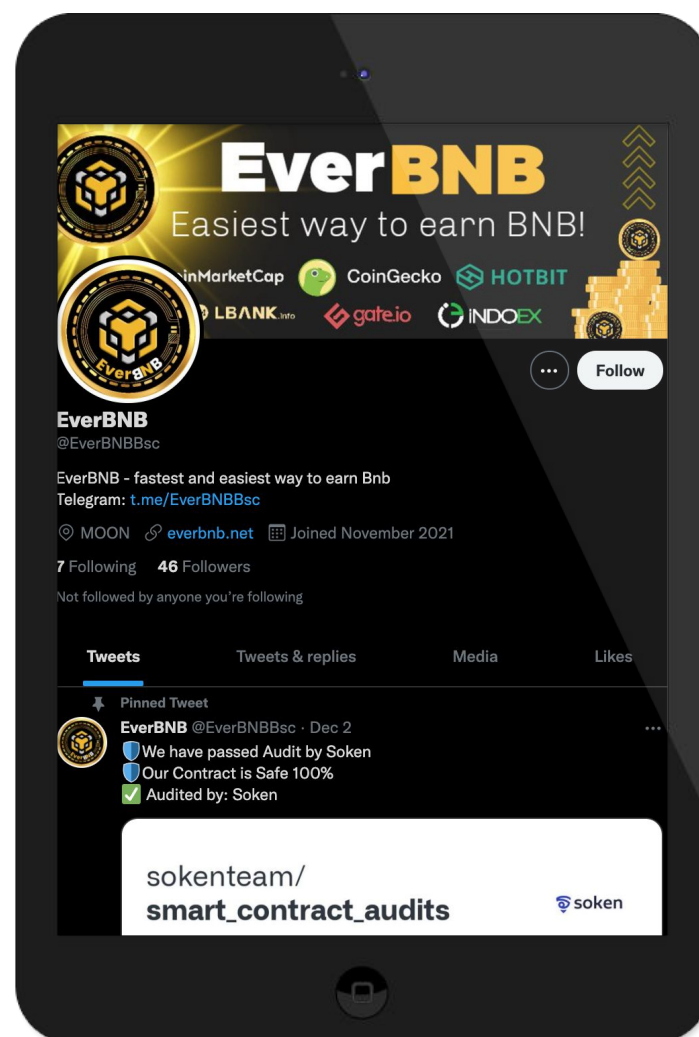 EverBNB
Easiest way to earn BNB!
inMarketCap CoinGecko HOTBIT
LBANK.Info gate.io INDOEX
EverBNB
Follow
EverBNB
@EverBNBBsc
EverBNB - fastest and easiest way to earn Bnb
Telegram: t.me/EverBNBBsc
MOON everbnb.net Joined November 2021
7 Following 46 Followers
Not followed by anyone you're following
Tweets Tweets & replies Media Likes
Pinned Tweet
EverBNB @EverBNBBsc · Dec 2
We have passed Audit by Soken
Our Contract is Safe 100%
Audited by: Soken
sokenteam/
smart_contract_audits
soken